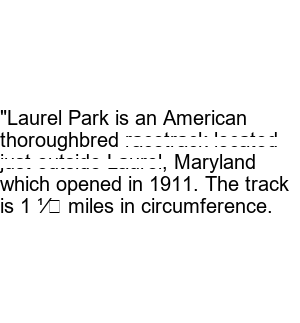 "Laurel Park is an American
thoroughbred racetrack located
just outside Laurel, Maryland
which opened in 1911. The track
is 1 ⅟□ miles in circumference.